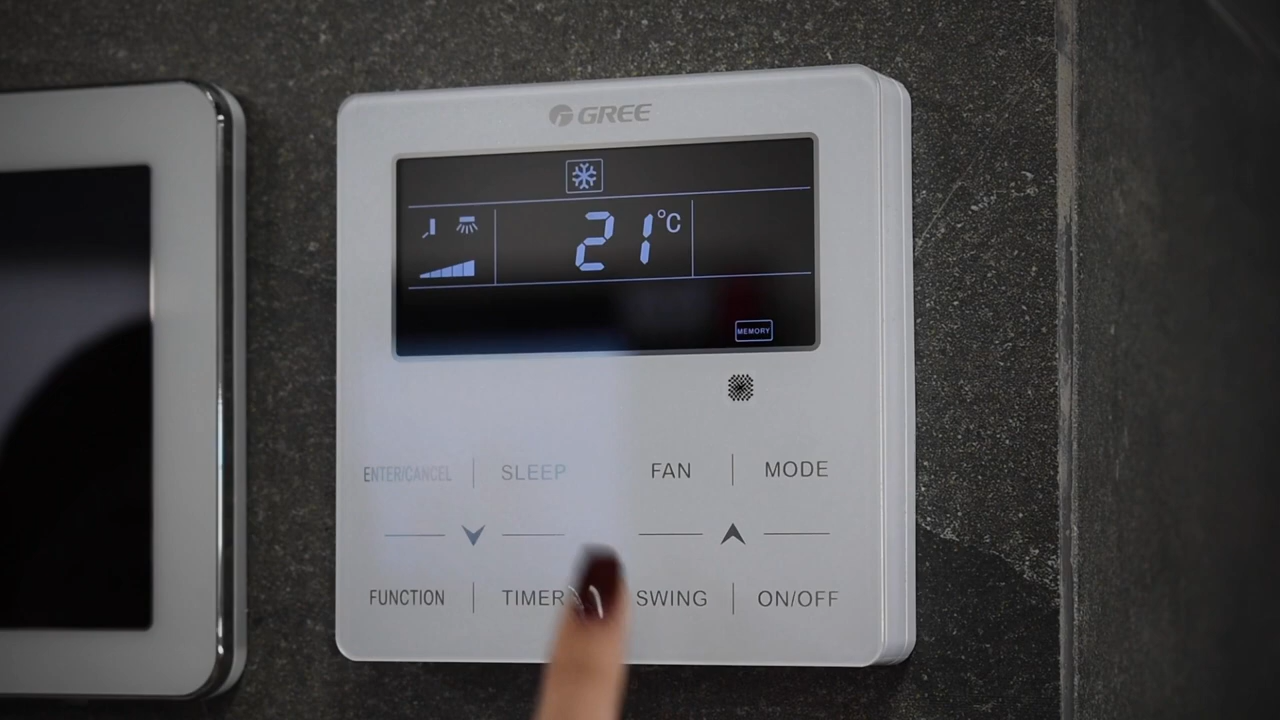 GREE
21°C
MEMORY
ENTER/CANCEL SLEEP FAN MODE
FUNCTION TIMER SWING ON/OFF